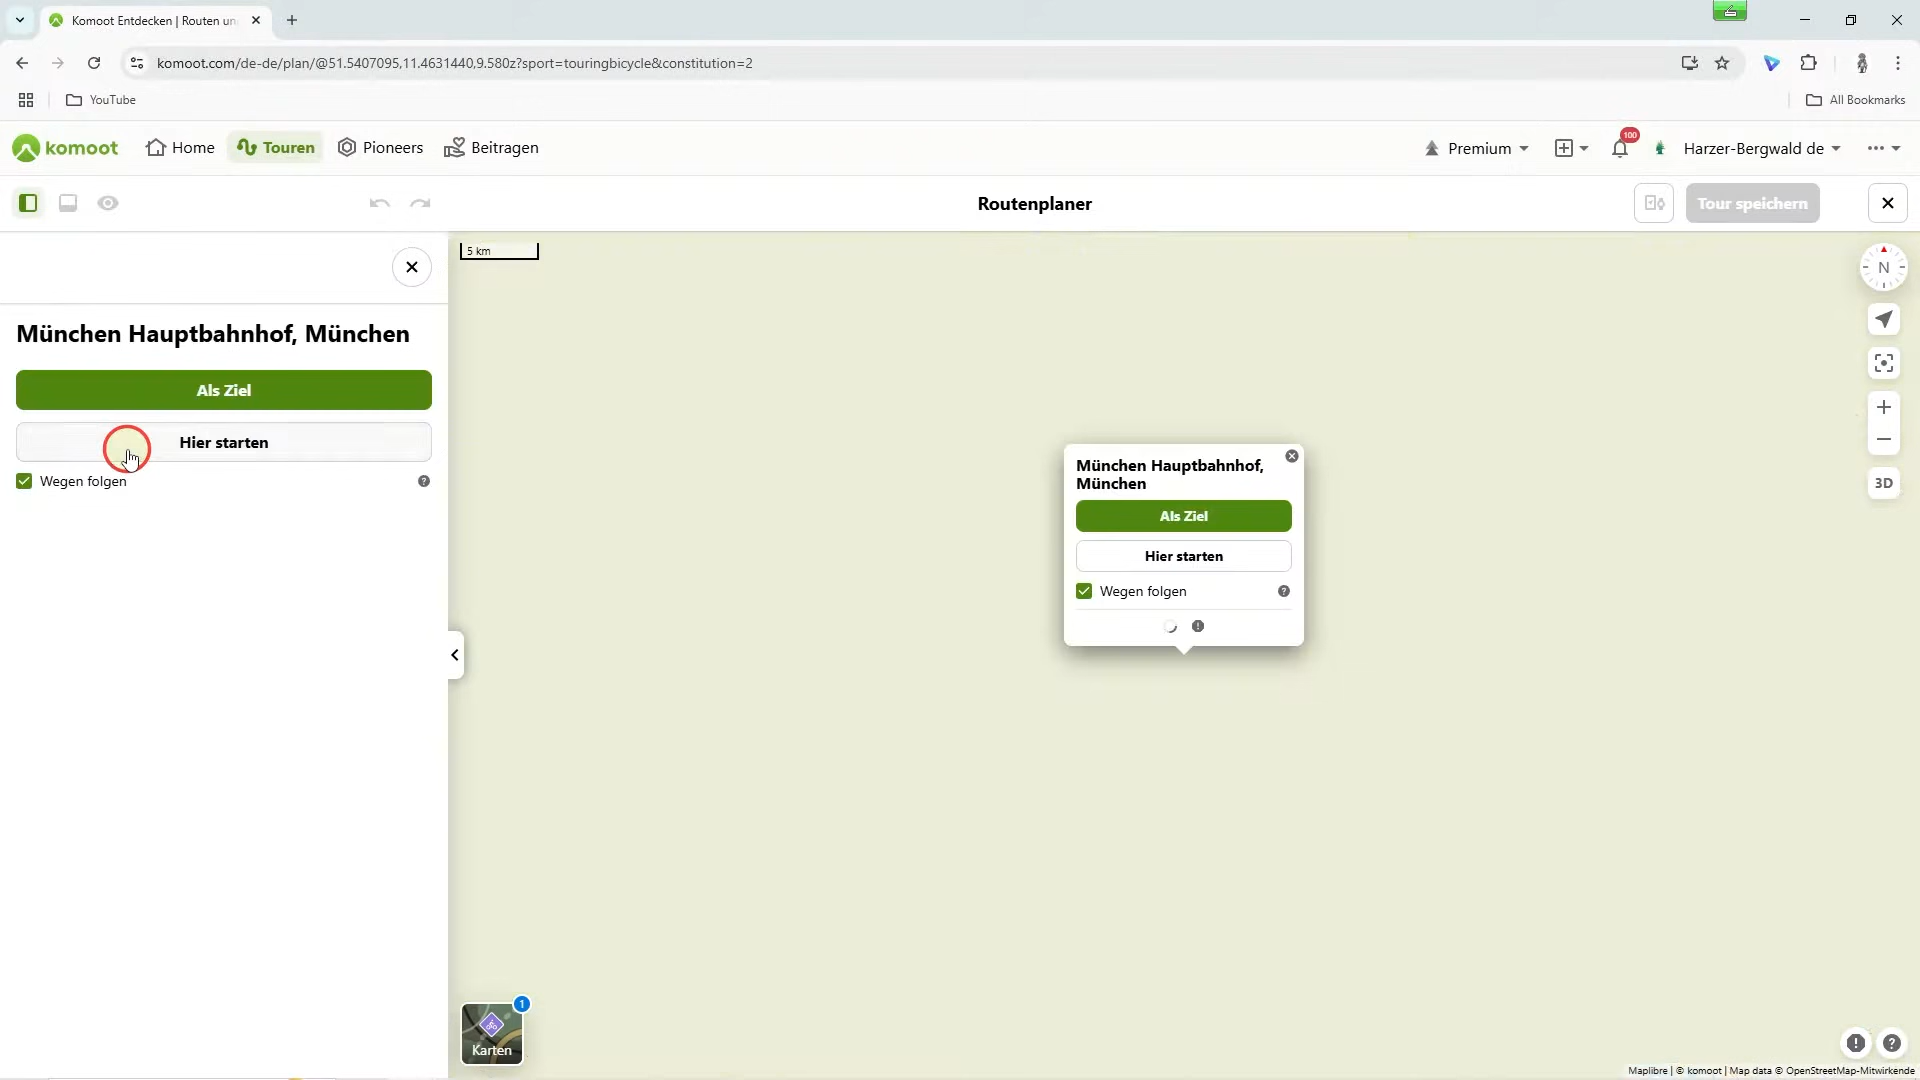 Komoot Entdecken | Routen un
komoot.com/de-de/plan/@51.5407095,11.4631440,9.580z?sport=touringbicycle&constitution=2
YouTube
All Bookmarks
komoot
Home
Touren
Pioneers
Beitragen
Premium
100
Harzer-Bergwald de
Routenplaner
Tour speichern
5 km
N
München Hauptbahnhof, München
Als Ziel
Hier starten
Wegen folgen
München Hauptbahnhof,
München
Als Ziel
Hier starten
Wegen folgen
3D
1
Karten
Maplibre | © komoot | Map data © OpenStreetMap-Mitwirkende